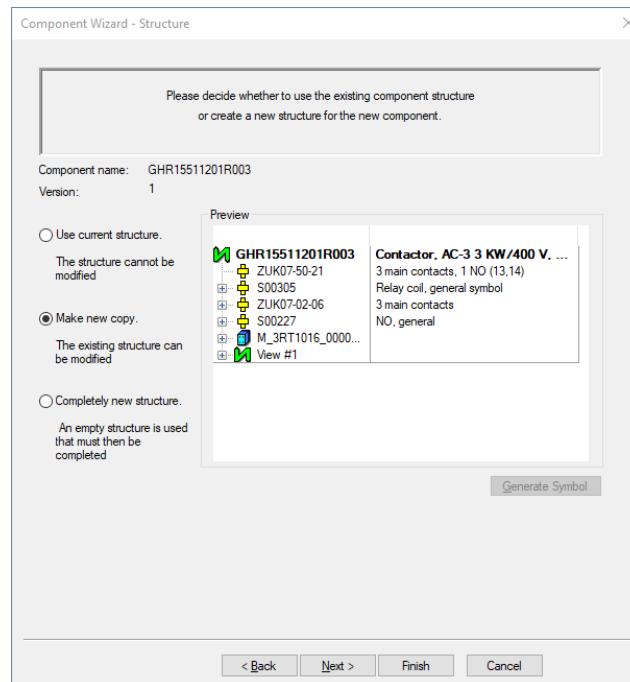 Component Wizard - Structure
Please decide whether to use the existing component structure
or create a new structure for the new component.
Component name: GHR15511201R003
Version: 1
Use current structure.
The structure cannot be
modified
Make new copy.
The existing structure can
be modified
Completely new structure.
An empty structure is used
that must then be
completed
Preview
GHR15511201R003 Contactor, AC-3 3 KW/400 V, ...
ZUK07-50-21 3 main contacts, 1 NO (13,14)
S00305 Relay coil, general symbol
ZUK07-02-06 3 main contacts
S00227 NO, general
M_3RT1016_0000...
View #1
Generate Symbol
< Back Next > Finish Cancel